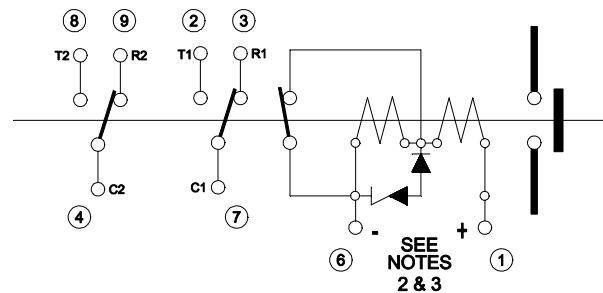 8 9 2 3
T2 R2 T1 R1
C2 C1
4 7
- +
6 SEE 1
NOTES
2 & 3